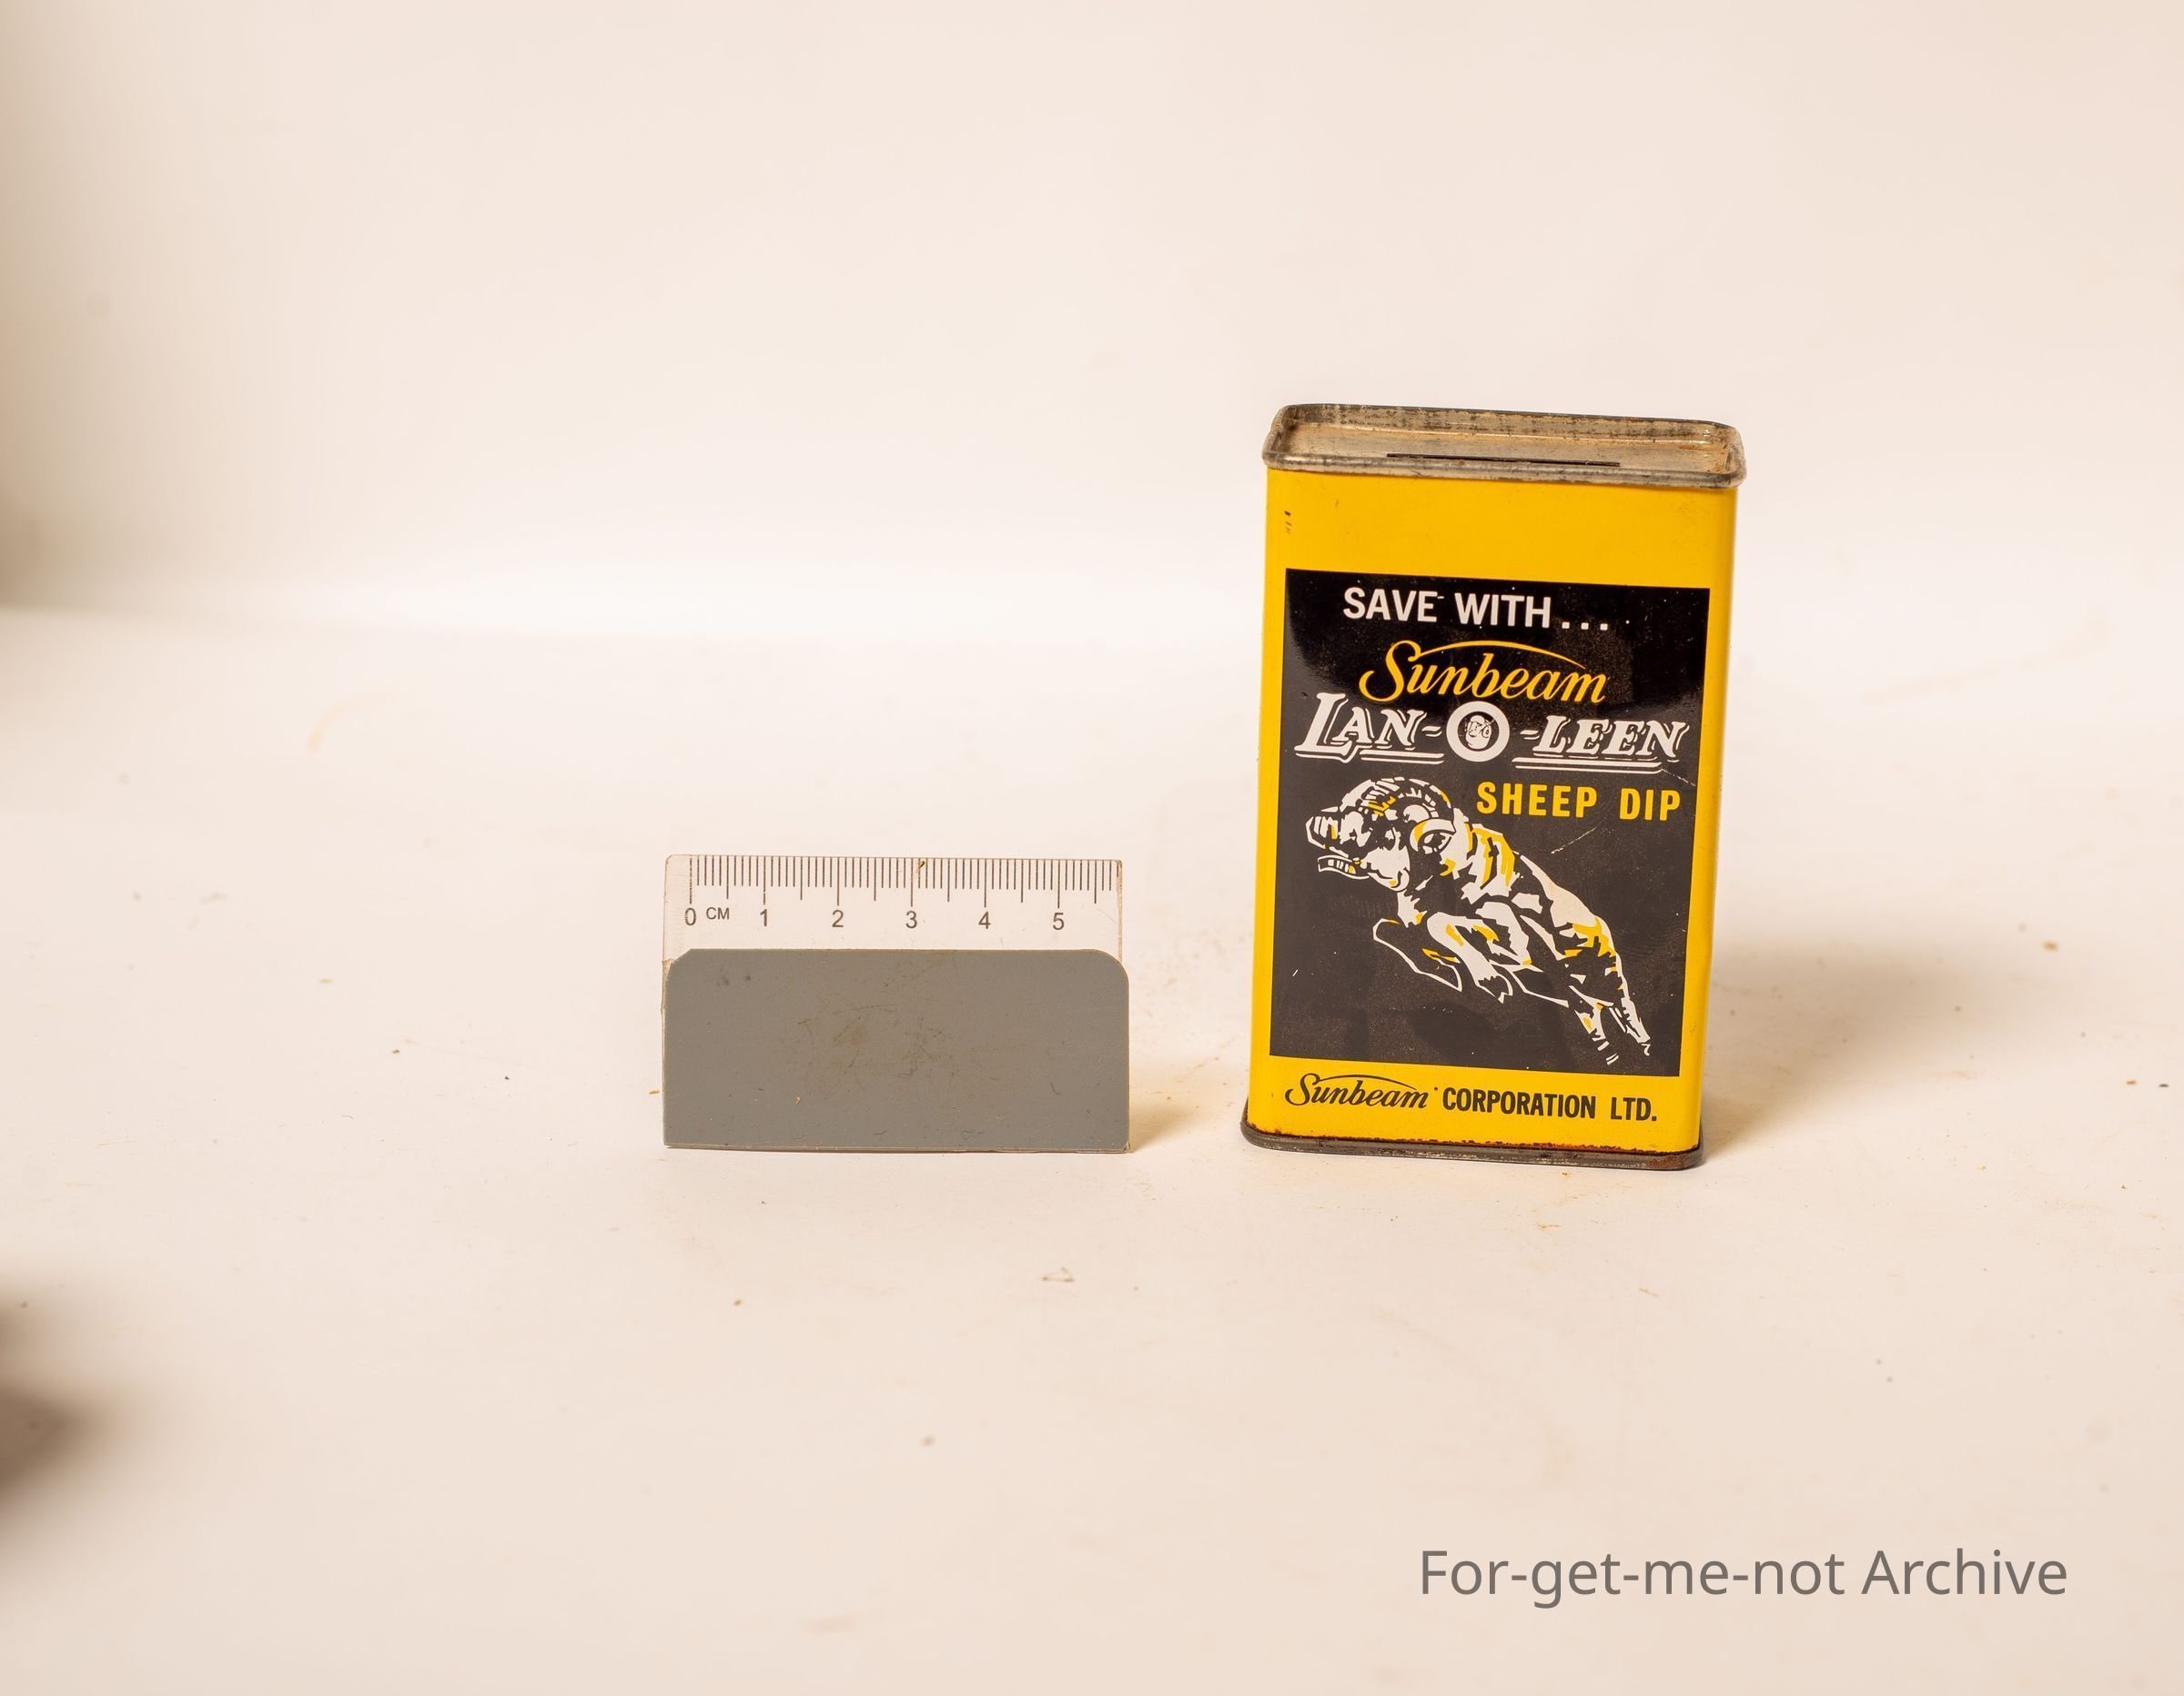 SAVE WITH...
Sunbeam
LAN-O-LEEN
SHEEP DIP
Sunbeam CORPORATION LTD.
0 CM 1 2 3 4 5
For-get-me-not Archive